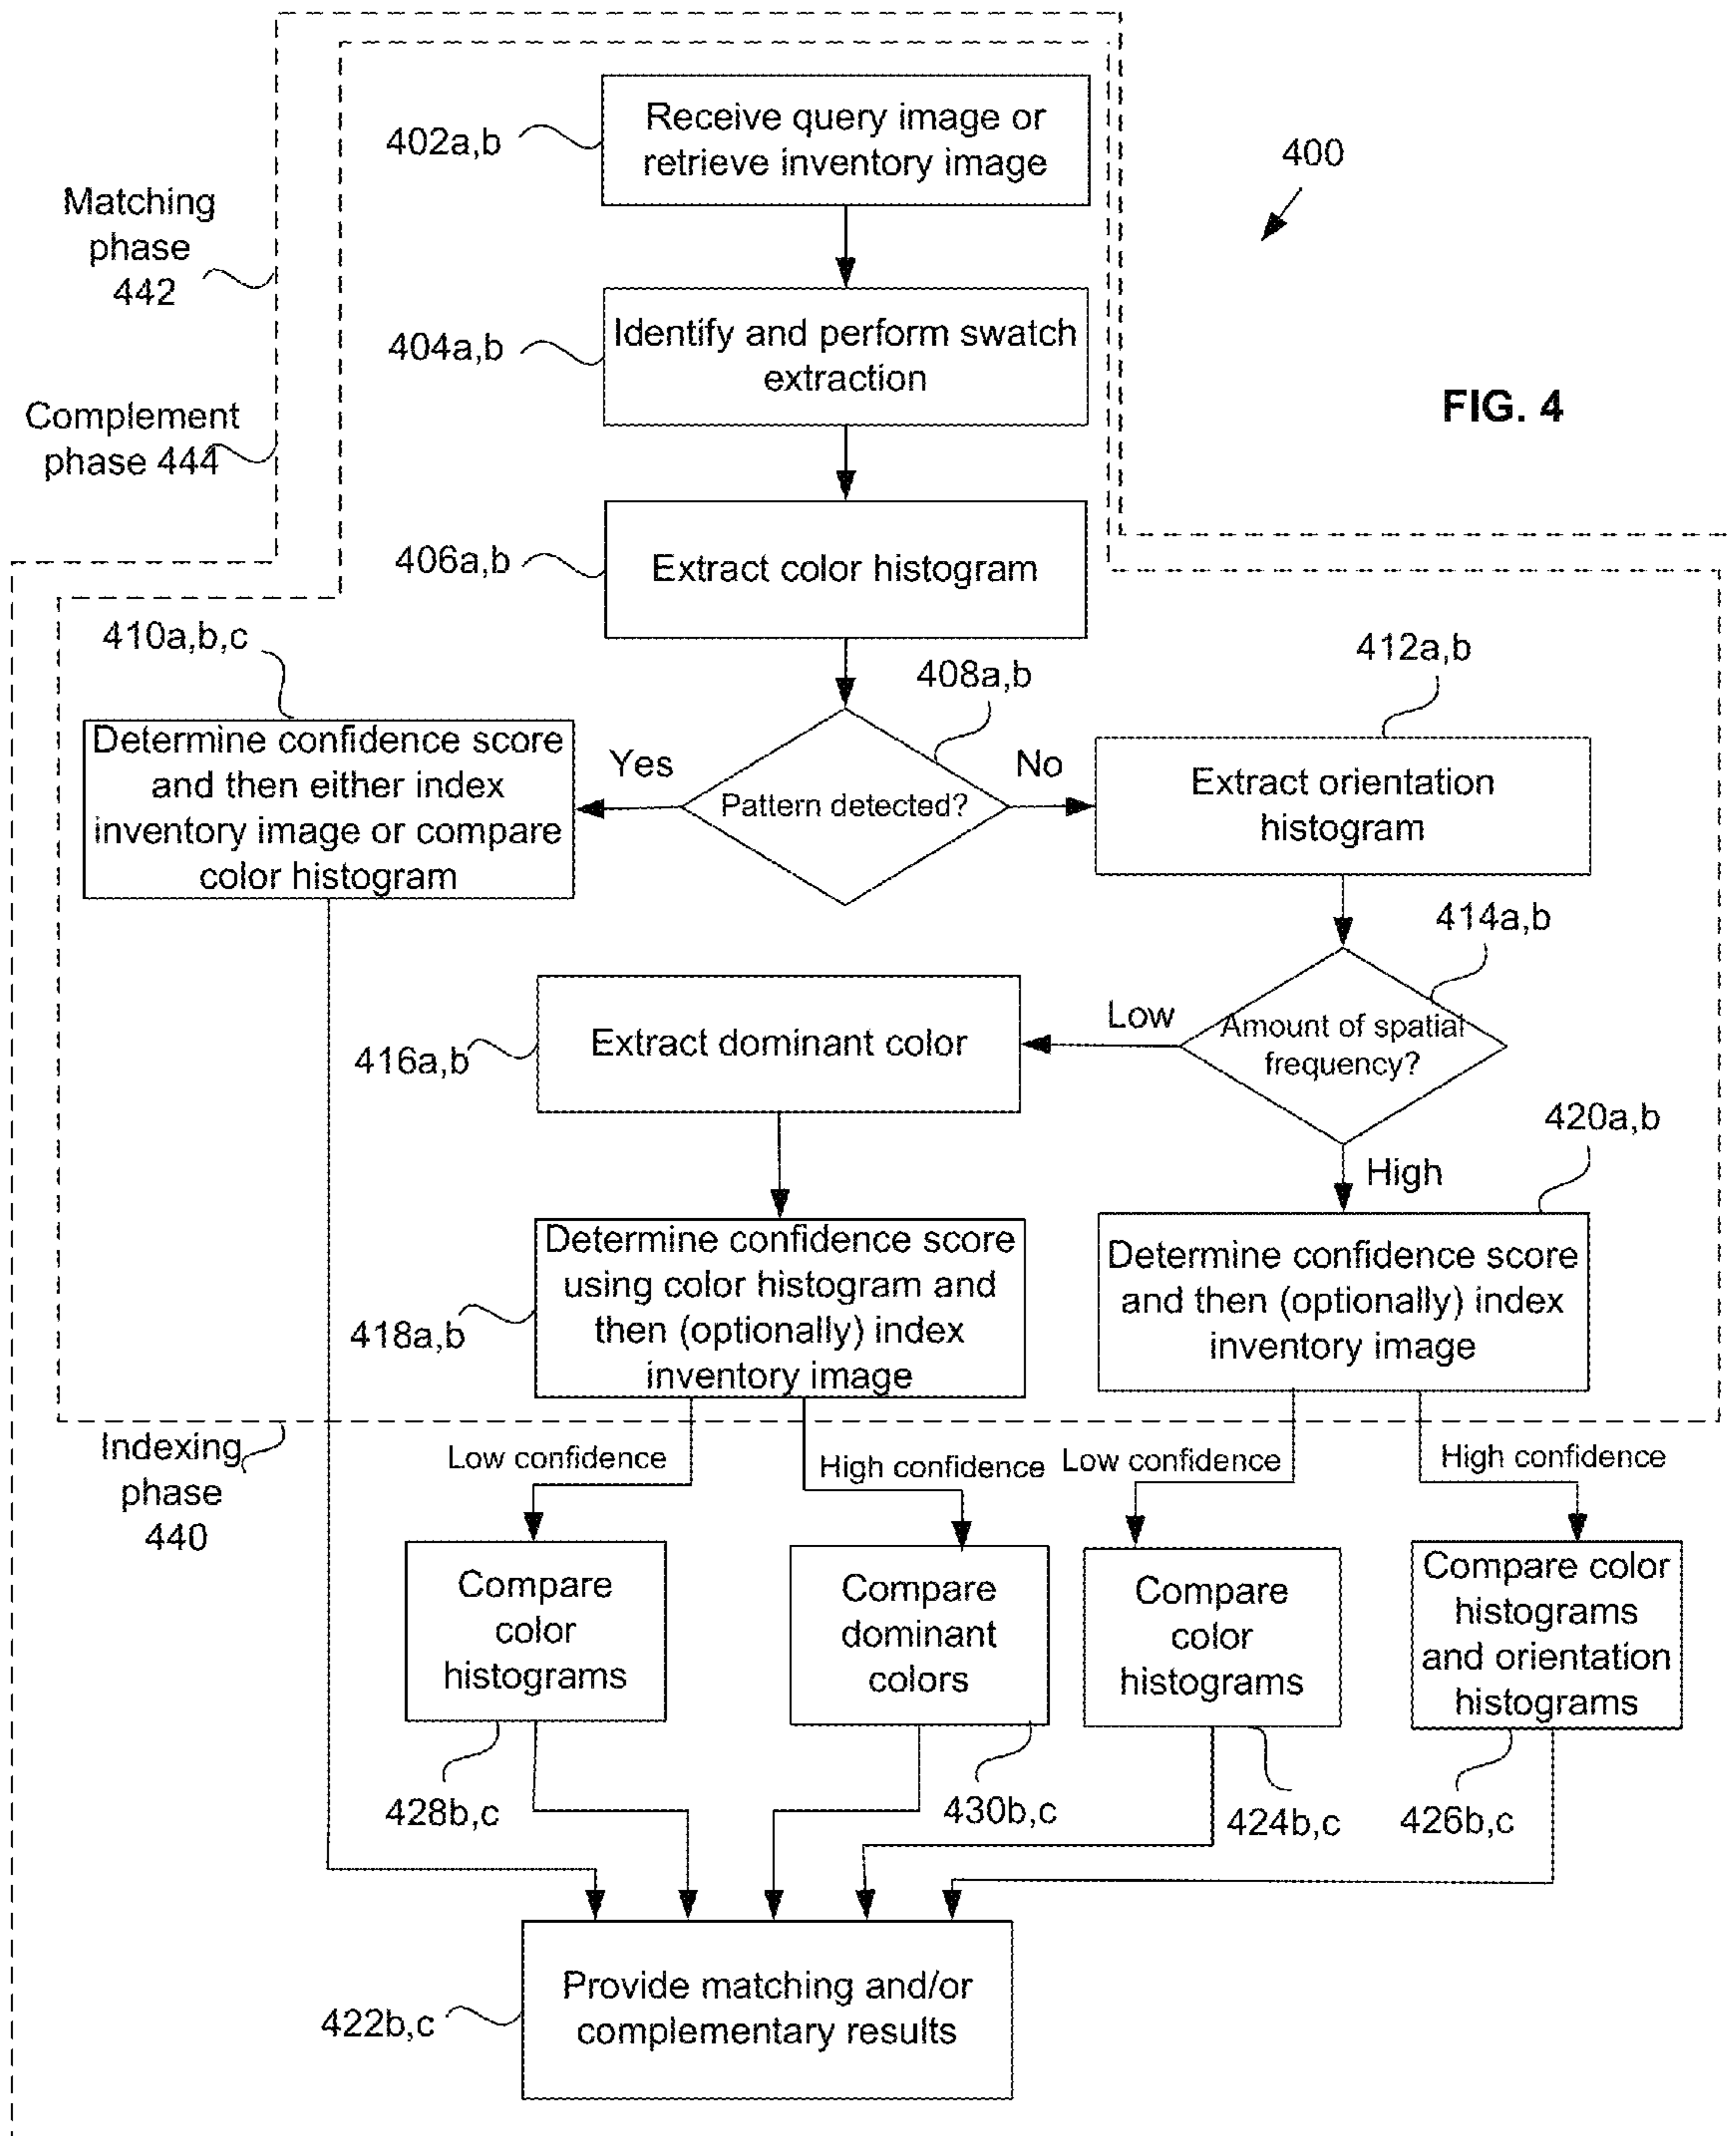 402a,b
Receive query image or
retrieve inventory image
400
Matching
phase
442
404a,b
Identify and perform swatch
extraction
Complement
phase 444
FIG. 4
406a,b
Extract color histogram
410a,b,c
408a,b
412a,b
Determine confidence score
and then either index
inventory image or compare
color histogram
Yes
Pattern detected?
No
Extract orientation
histogram
414a,b
416a,b
Extract dominant color
Low
Amount of spatial
frequency?
420a,b
High
418a,b
Determine confidence score
using color histogram and
then (optionally) index
inventory image
Determine confidence score
and then (optionally) index
inventory image
Indexing
phase
440
Low confidence
High confidence
Low confidence
High confidence
Compare
color
histograms
Compare
dominant
colors
Compare
color
histograms
Compare color
histograms
and orientation
histograms
428b,c
430b,c
424b,c
426b,c
422b,c
Provide matching and/or
complementary results